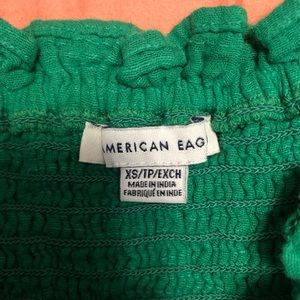 AMERICAN EAG
XS/TP/EXCH
MADE IN INDIA
FABRIQUÉ EN INDE